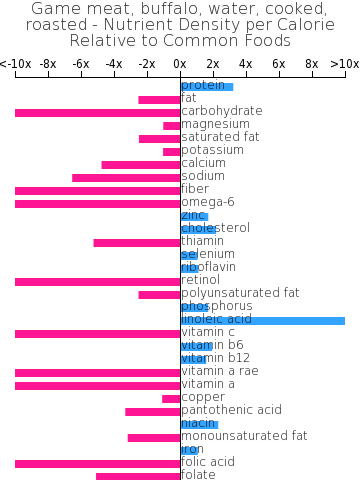 Game meat, buffalo, water, cooked,
roasted - Nutrient Density per Calorie
Relative to Common Foods
<-10x -8x -6x -4x -2x 0x 2x 4x 6x 8x >10x
protein
fat
carbohydrate
magnesium
saturated fat
potassium
calcium
sodium
fiber
omega-6
zinc
cholesterol
thiamin
selenium
riboflavin
retinol
polyunsaturated fat
phosphorus
linoleic acid
vitamin c
vitamin b6
vitamin b12
vitamin a rae
vitamin a
copper
pantothenic acid
niacin
monounsaturated fat
iron
folic acid
folate